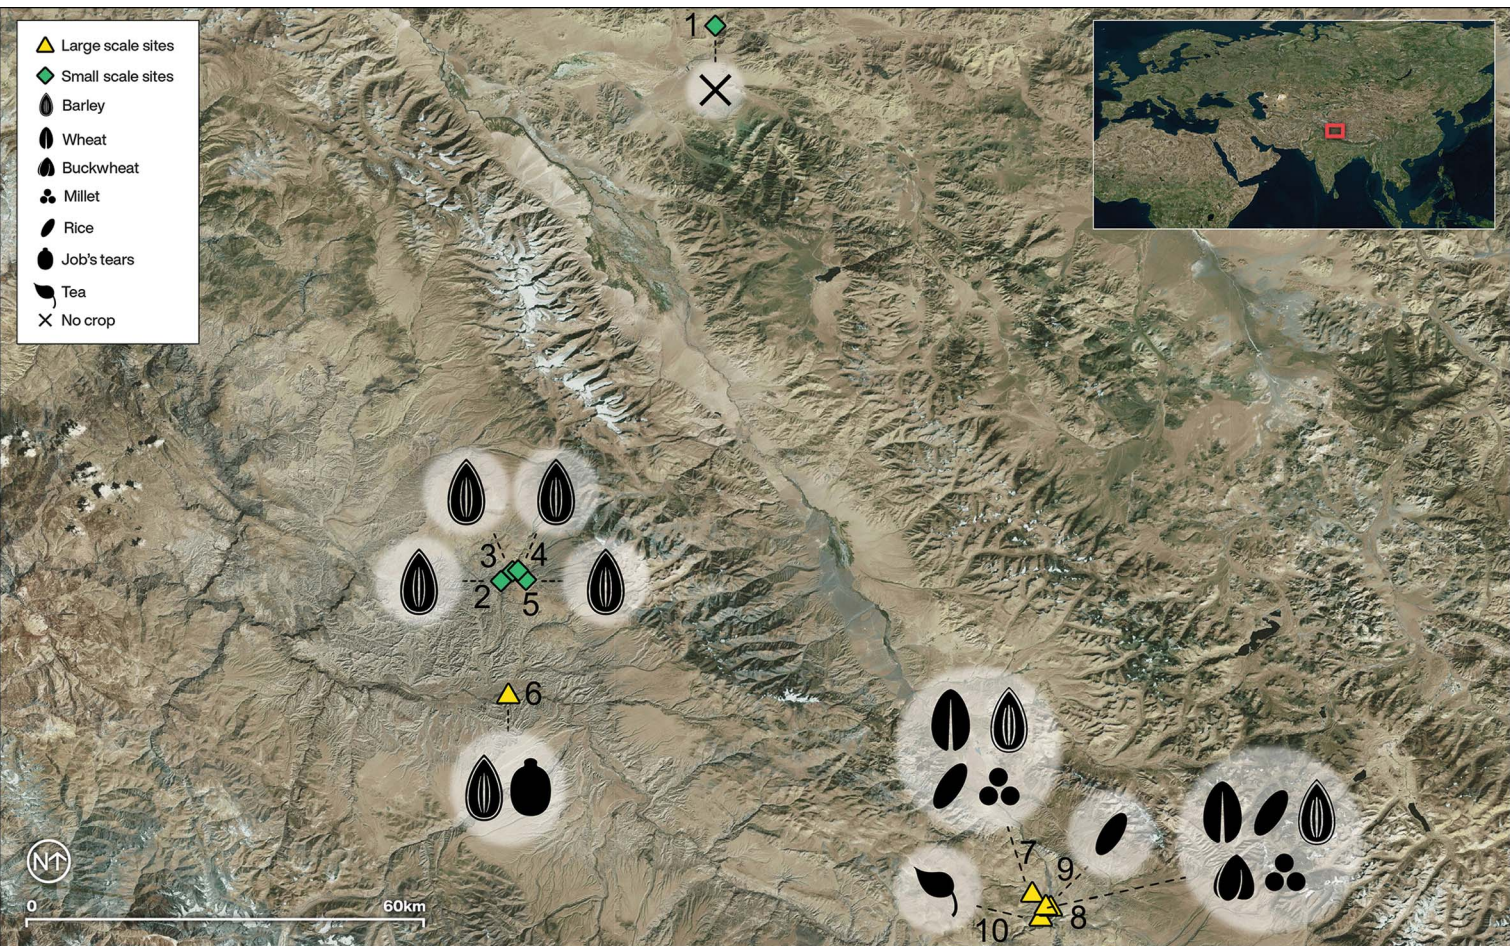 Large scale sites
Small scale sites
Barley
Wheat
Buckwheat
Millet
Rice
Job's tears
Tea
No crop
1
3
4
2
5
6
7
9
8
10
N
0
60km